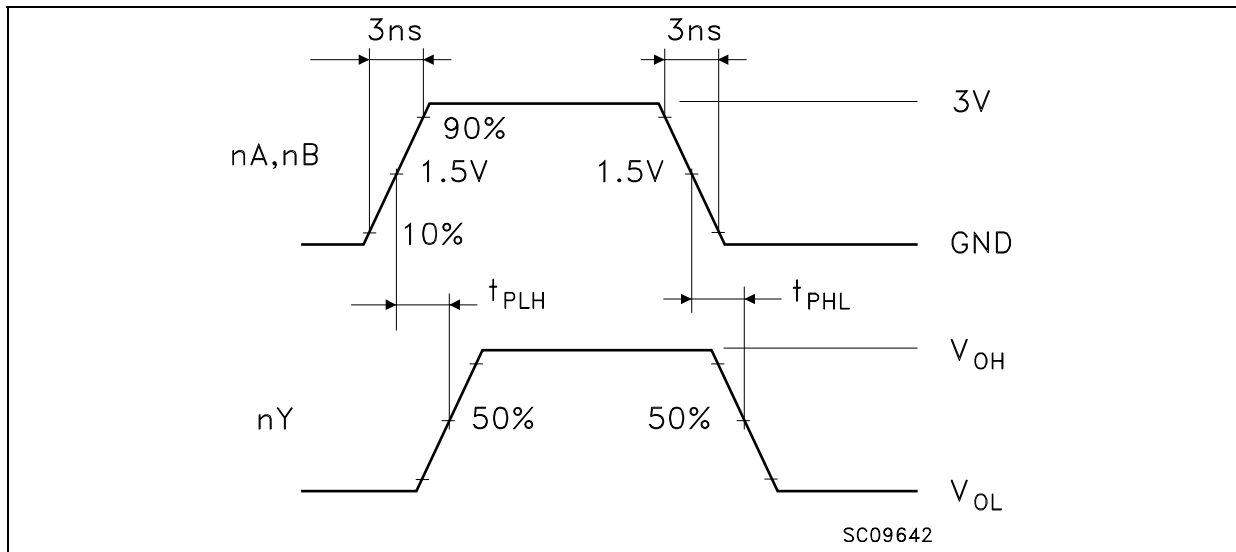 3ns 3ns
3V
90%
nA,nB 1.5V 1.5V
10% GND
tPLH tPHL
VOH
nY 50% 50%
VOL
SC09642